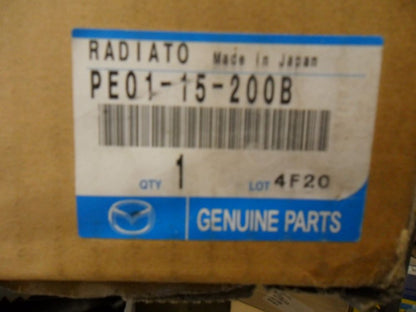 RADIATO Made in Japan
PE01-15-200B
QTY 1 LOT 4F20
GENUINE PARTS